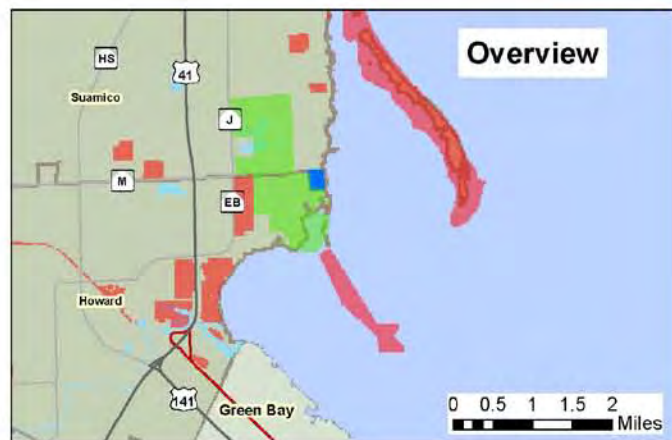 Overview
HS
41
Suamico
J
M
EB
Howard
141
Green Bay
0 0.5 1 1.5 2
Miles